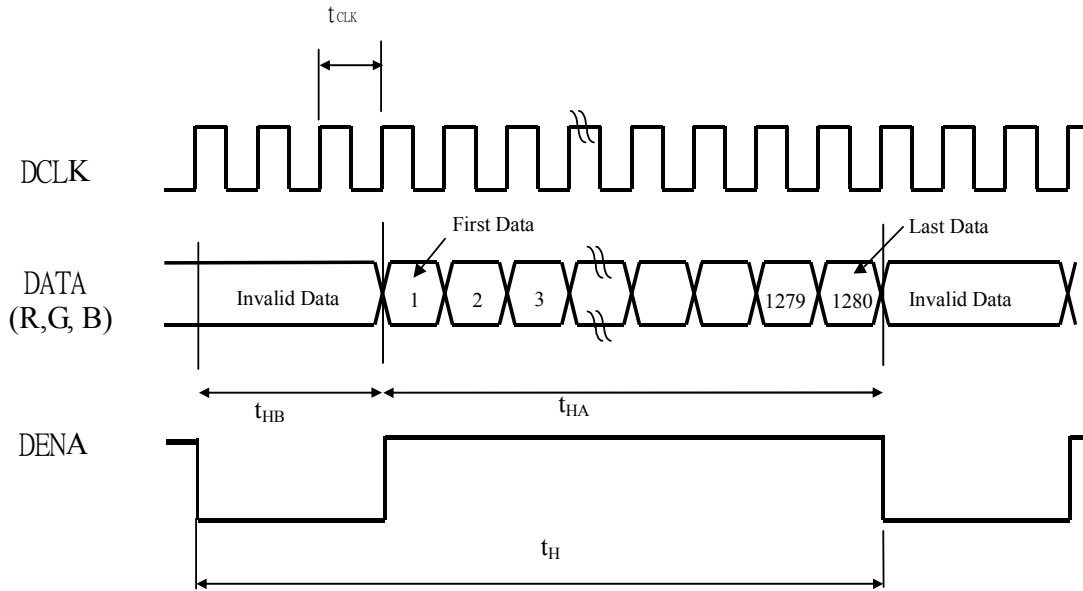 tCLK
DCLK
First Data
Last Data
DATA
(R,G, B)
Invalid Data
1
2
3
1279
1280
Invalid Data
tHB
tHA
DENA
tH